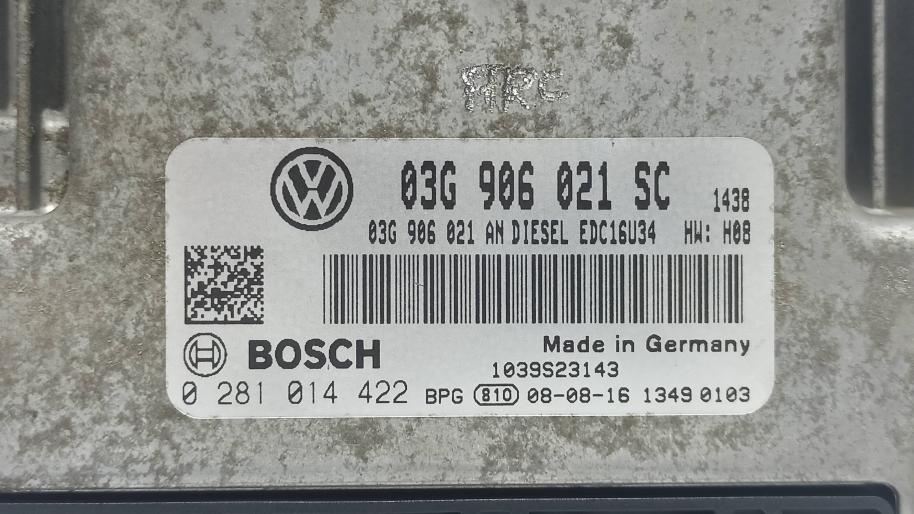 ARC
03G 906 021 SC 1438
03G 906 021 AN DIESEL EDC16U34 HW: H08
BOSCH Made in Germany
1039S23143
0 281 014 422 BPG 810 08-08-16 1349 0103